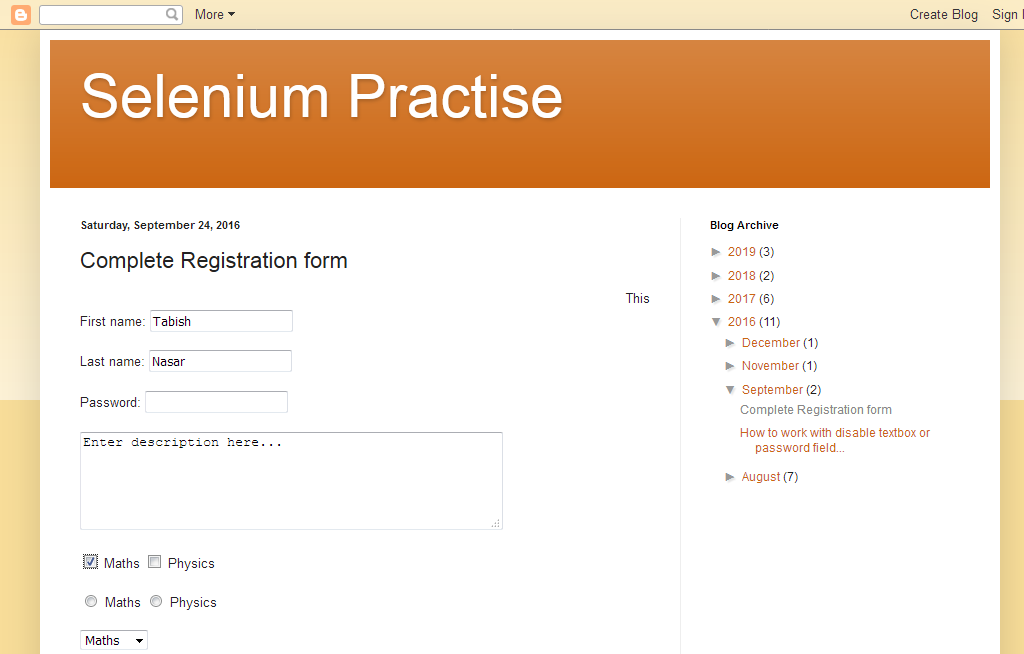 More
Create Blog Sign
Selenium Practise
Saturday, September 24, 2016
Complete Registration form
This
First name: Tabish
Last name: Nasar
Password:
Enter description here...
Maths Physics
Maths Physics
Maths
Blog Archive
► 2019 (3)
► 2018 (2)
► 2017 (6)
▼ 2016 (11)
► December (1)
► November (1)
▼ September (2)
Complete Registration form
How to work with disable textbox or
password field...
► August (7)